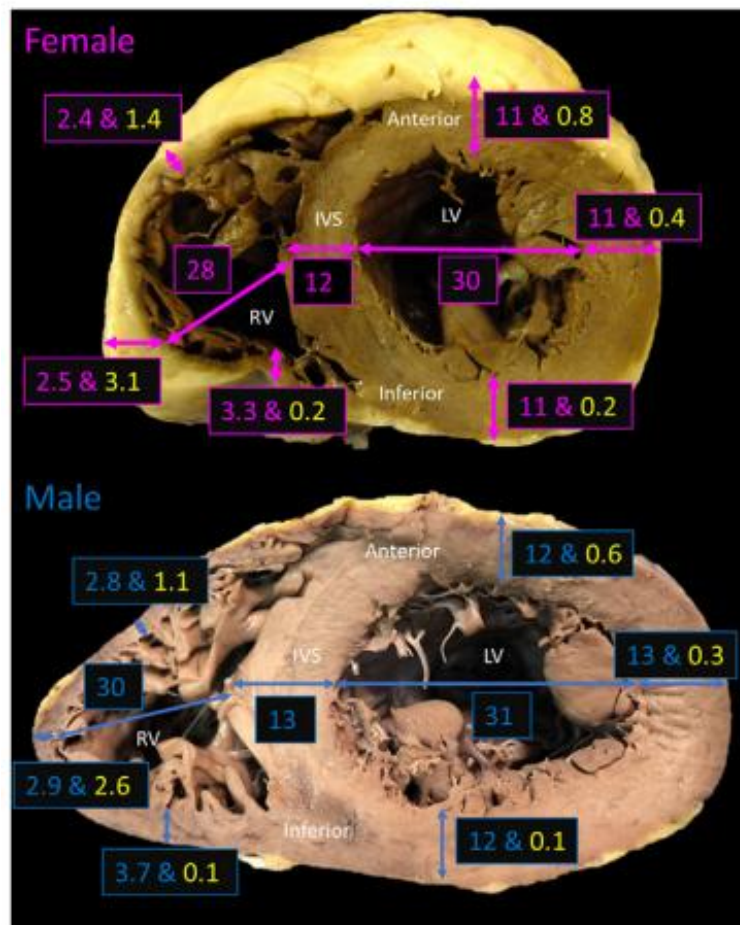 Female
2.4 & 1.4
Anterior
11 & 0.8
IVS
LV
11 & 0.4
28
12
30
RV
2.5 & 3.1
3.3 & 0.2
Inferior
11 & 0.2
Male
Anterior
12 & 0.6
2.8 & 1.1
IVS
LV
13 & 0.3
30
13
31
RV
2.9 & 2.6
Inferior
12 & 0.1
3.7 & 0.1